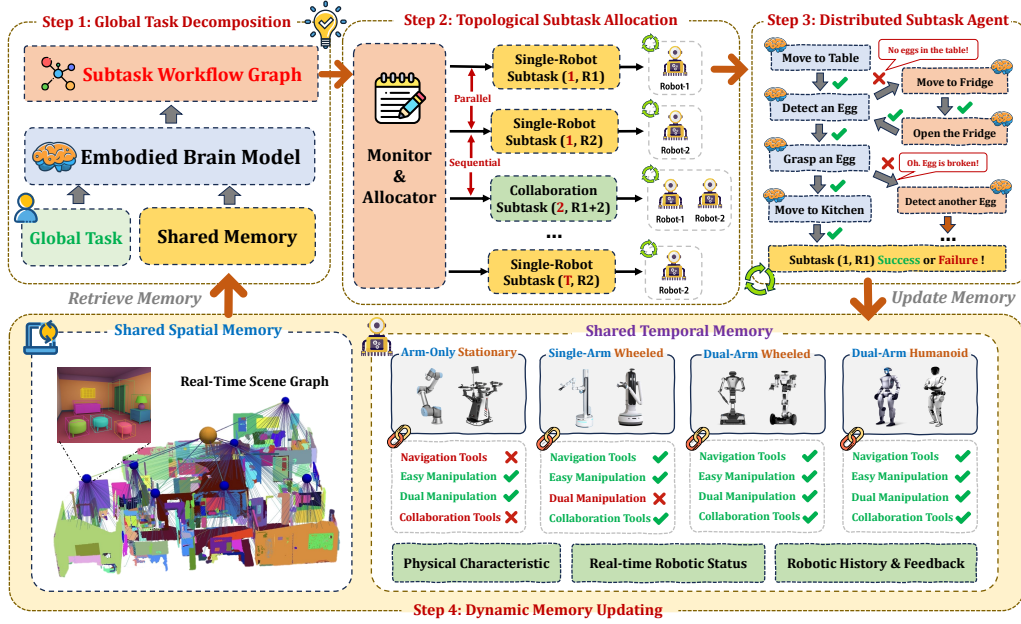 Step 1: Global Task Decomposition
Subtask Workflow Graph
Embodied Brain Model
Global Task
Shared Memory
Retrieve Memory
Step 2: Topological Subtask Allocation
Monitor
&
Allocator
Parallel
Sequential
Single-Robot
Subtask (1, R1)
Robot-1
Single-Robot
Subtask (1, R2)
Robot-2
Collaboration
Subtask (2, R1+2)
Robot-1 Robot-2
...
Single-Robot
Subtask (T, R2)
Robot-2
Step 3: Distributed Subtask Agent
Move to Table
No eggs in the table!
Move to Fridge
Detect an Egg
Open the Fridge
Grasp an Egg
Oh. Egg is broken!
Move to Kitchen
Detect another Egg
...
Subtask (1, R1) Success or Failure !
Update Memory
Shared Spatial Memory
Real-Time Scene Graph
Shared Temporal Memory
Arm-Only Stationary
Navigation Tools
Easy Manipulation
Dual Manipulation
Collaboration Tools
Single-Arm Wheeled
Navigation Tools
Easy Manipulation
Dual Manipulation
Collaboration Tools
Dual-Arm Wheeled
Navigation Tools
Easy Manipulation
Dual Manipulation
Collaboration Tools
Dual-Arm Humanoid
Navigation Tools
Easy Manipulation
Dual Manipulation
Collaboration Tools
Physical Characteristic
Real-time Robotic Status
Robotic History & Feedback
Step 4: Dynamic Memory Updating